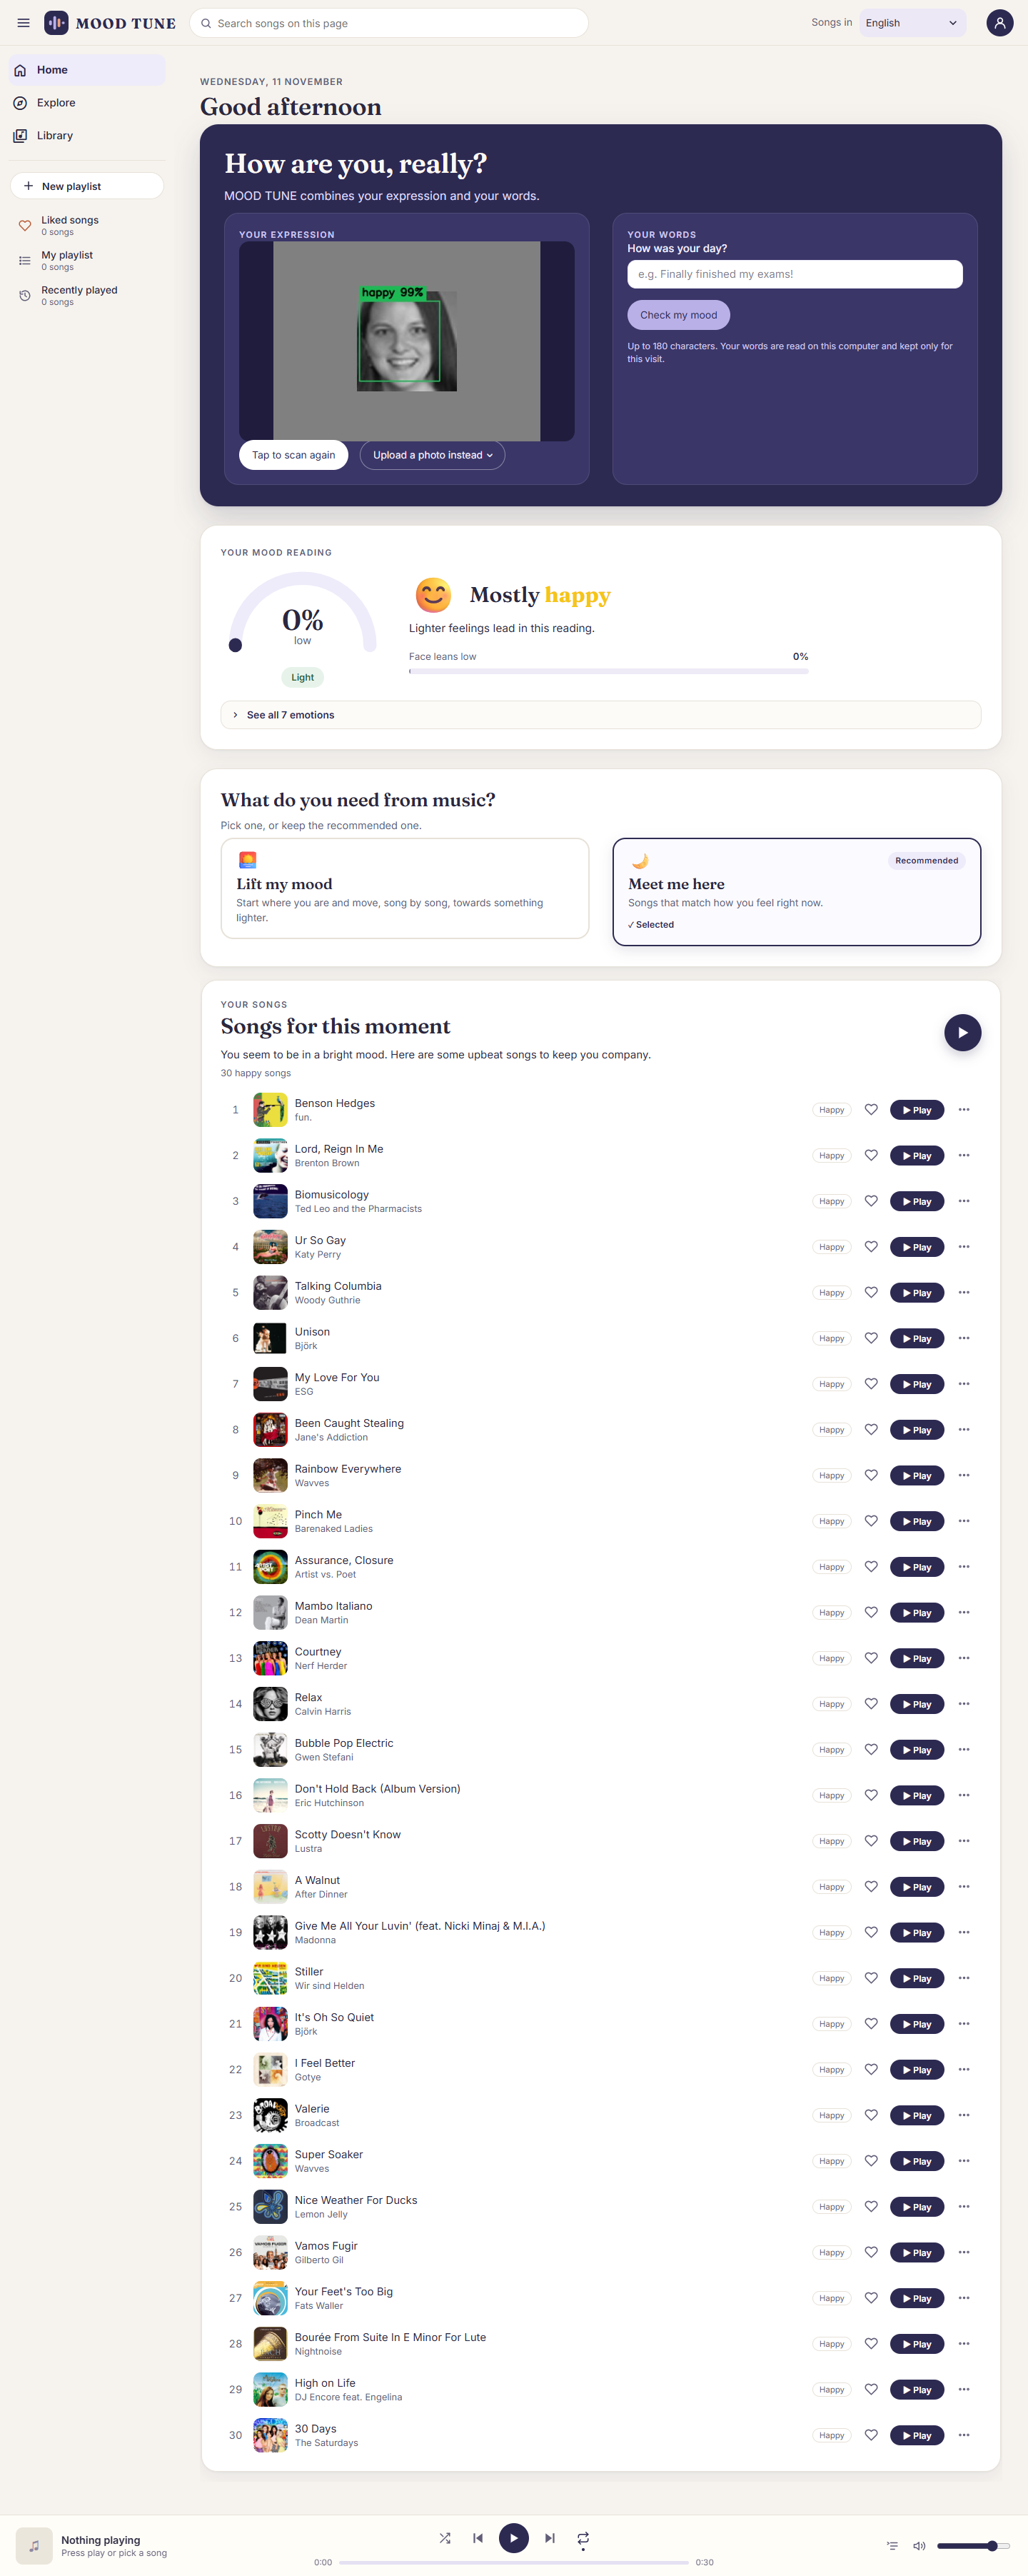 MOOD TUNE
Search songs on this page
Songs in
English
Home
Explore
Library
New playlist
Liked songs
0 songs
My playlist
0 songs
Recently played
0 songs
WEDNESDAY, 11 NOVEMBER
Good afternoon
How are you, really?
MOOD TUNE combines your expression and your words.
YOUR EXPRESSION
happy 99%
Tap to scan again
Upload a photo instead
YOUR WORDS
How was your day?
e.g. Finally finished my exams!
Check my mood
Up to 180 characters. Your words are read on this computer and kept only for
this visit.
YOUR MOOD READING
0%
low
Light
Mostly happy
Lighter feelings lead in this reading.
Face leans low
0%
See all 7 emotions
What do you need from music?
Pick one, or keep the recommended one.
Lift my mood
Start where you are and move, song by song, towards something
lighter.
Recommended
Meet me here
Songs that match how you feel right now.
✓ Selected
YOUR SONGS
Songs for this moment
You seem to be in a bright mood. Here are some upbeat songs to keep you company.
30 happy songs
1
Benson Hedges
fun.
Happy
Play
2
Lord, Reign In Me
Brenton Brown
Happy
Play
3
Biomusicology
Ted Leo and the Pharmacists
Happy
Play
4
Ur So Gay
Katy Perry
Happy
Play
5
Talking Columbia
Woody Guthrie
Happy
Play
6
Unison
Björk
Happy
Play
7
My Love For You
ESG
Happy
Play
8
Been Caught Stealing
Jane's Addiction
Happy
Play
9
Rainbow Everywhere
Wavves
Happy
Play
10
Pinch Me
Barenaked Ladies
Happy
Play
11
Assurance, Closure
Artist vs. Poet
Happy
Play
12
Mambo Italiano
Dean Martin
Happy
Play
13
Courtney
Nerf Herder
Happy
Play
14
Relax
Calvin Harris
Happy
Play
15
Bubble Pop Electric
Gwen Stefani
Happy
Play
16
Don't Hold Back (Album Version)
Eric Hutchinson
Happy
Play
17
Scotty Doesn't Know
Lustra
Happy
Play
18
A Walnut
After Dinner
Happy
Play
19
Give Me All Your Luvin' (feat. Nicki Minaj & M.I.A.)
Madonna
Happy
Play
20
Stiller
Wir sind Helden
Happy
Play
21
It's Oh So Quiet
Björk
Happy
Play
22
I Feel Better
Gotye
Happy
Play
23
Valerie
Broadcast
Happy
Play
24
Super Soaker
Wavves
Happy
Play
25
Nice Weather For Ducks
Lemon Jelly
Happy
Play
26
Vamos Fugir
Gilberto Gil
Happy
Play
27
Your Feet's Too Big
Fats Waller
Happy
Play
28
Bourée From Suite In E Minor For Lute
Nightnoise
Happy
Play
29
High on Life
DJ Encore feat. Engelina
Happy
Play
30
30 Days
The Saturdays
Happy
Play
Nothing playing
Press play or pick a song
0:00
0:30